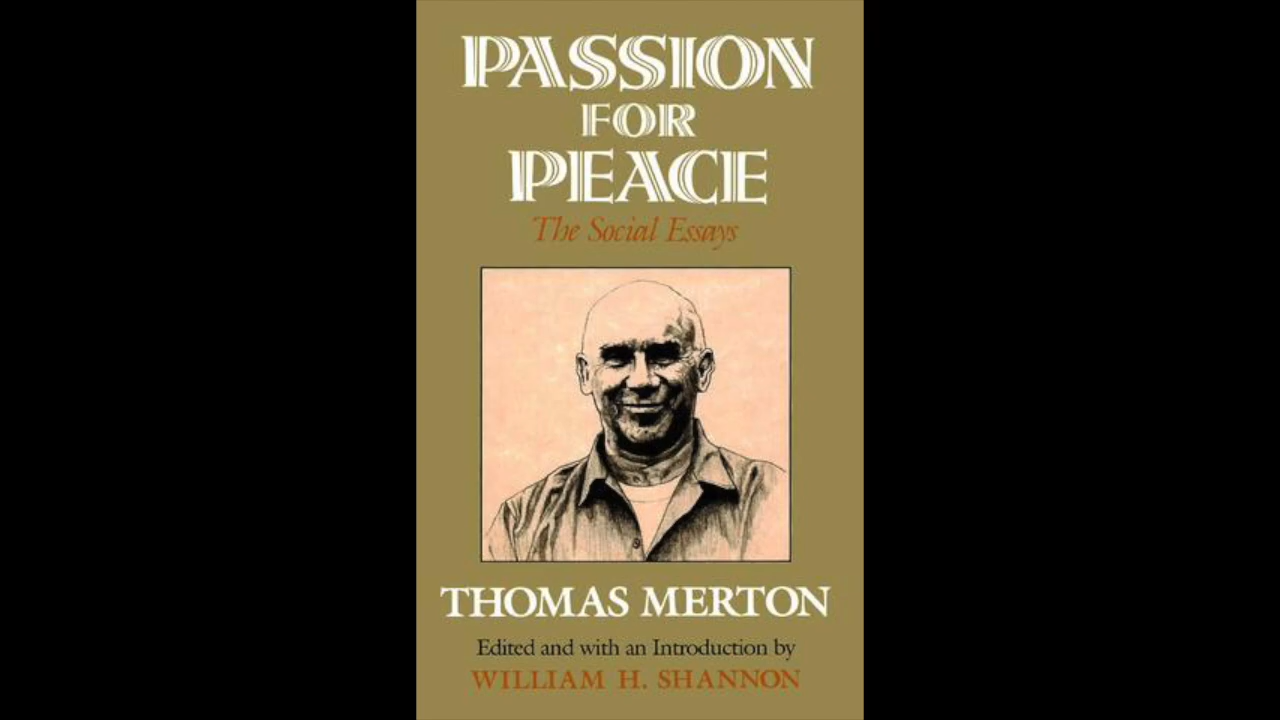 PASSION
FOR
PEACE
The Social Essays
THOMAS MERTON
Edited and with an Introduction by
WILLIAM H. SHANNON